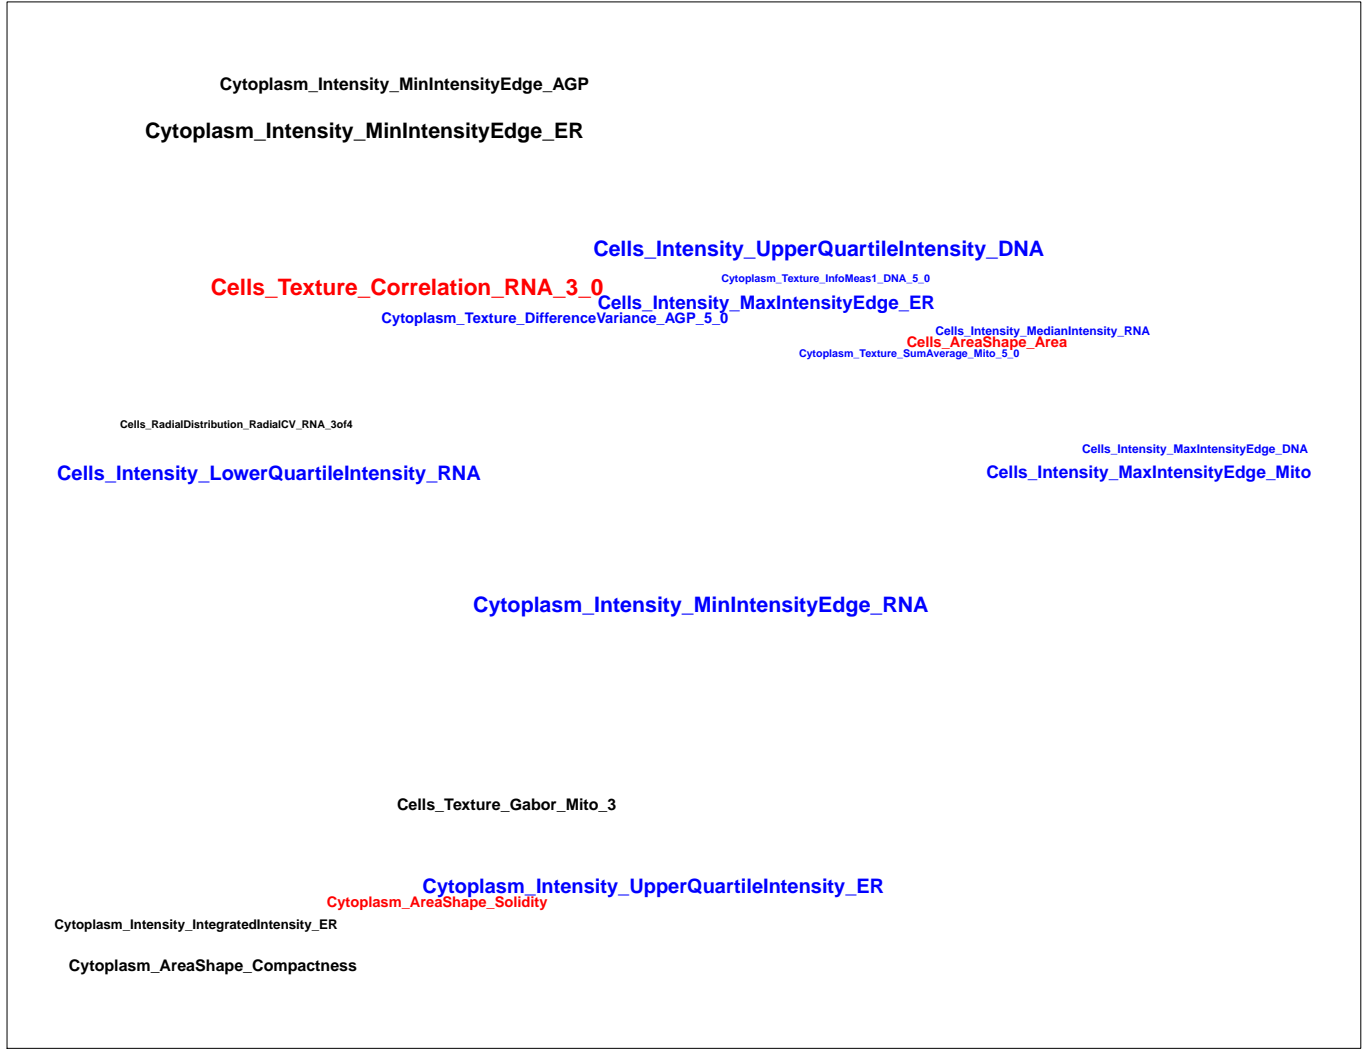 Cytoplasm_Intensity_MinIntensityEdge_AGP
Cytoplasm_Intensity_MinIntensityEdge_ER
Cells_Intensity_UpperQuartileIntensity_DNA
Cytoplasm_Texture_InfoMeas1_DNA_5_0
Cells_Texture_Correlation_RNA_3_0
Cells_Intensity_MaxIntensityEdge_ER
Cytoplasm_Texture_DifferenceVariance_AGP_5_0
Cells_Intensity_MedianIntensity_RNA
Cells_AreaShape_Area
Cytoplasm_Texture_SumAverage_Mito_5_0
Cells_RadialDistribution_RadialCV_RNA_3of4
Cells_Intensity_MaxIntensityEdge_DNA
Cells_Intensity_LowerQuartileIntensity_RNA
Cells_Intensity_MaxIntensityEdge_Mito
Cytoplasm_Intensity_MinIntensityEdge_RNA
Cells_Texture_Gabor_Mito_3
Cytoplasm_Intensity_UpperQuartileIntensity_ER
Cytoplasm_AreaShape_Solidity
Cytoplasm_Intensity_IntegratedIntensity_ER
Cytoplasm_AreaShape_Compactness